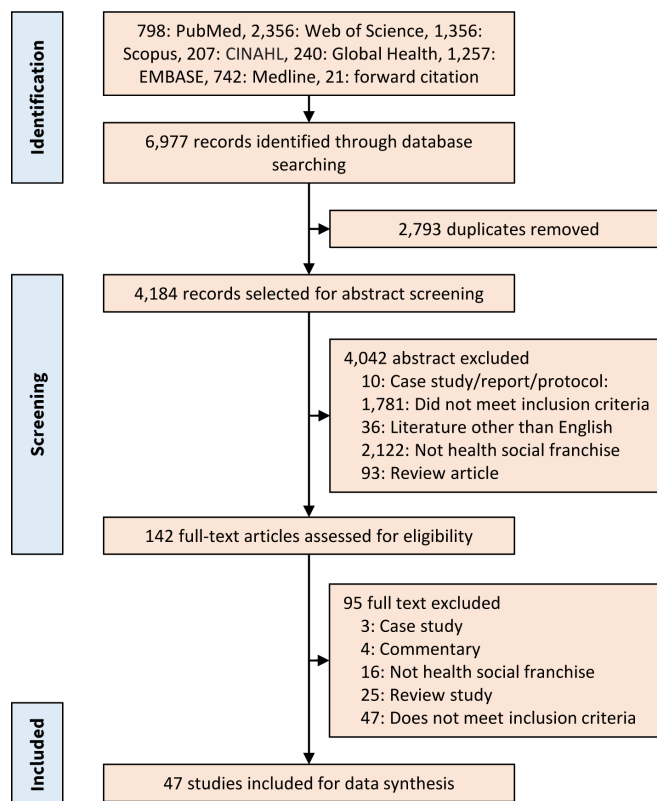 Identification
798: PubMed, 2,356: Web of Science, 1,356:
Scopus, 207: CINAHL, 240: Global Health, 1,257:
EMBASE, 742: Medline, 21: forward citation
6,977 records identified through database
searching
2,793 duplicates removed
Screening
4,184 records selected for abstract screening
4,042 abstract excluded
10: Case study/report/protocol:
1,781: Did not meet inclusion criteria
36: Literature other than English
2,122: Not health social franchise
93: Review article
142 full-text articles assessed for eligibility
95 full text excluded
3: Case study
4: Commentary
16: Not health social franchise
25: Review study
47: Does not meet inclusion criteria
Included
47 studies included for data synthesis